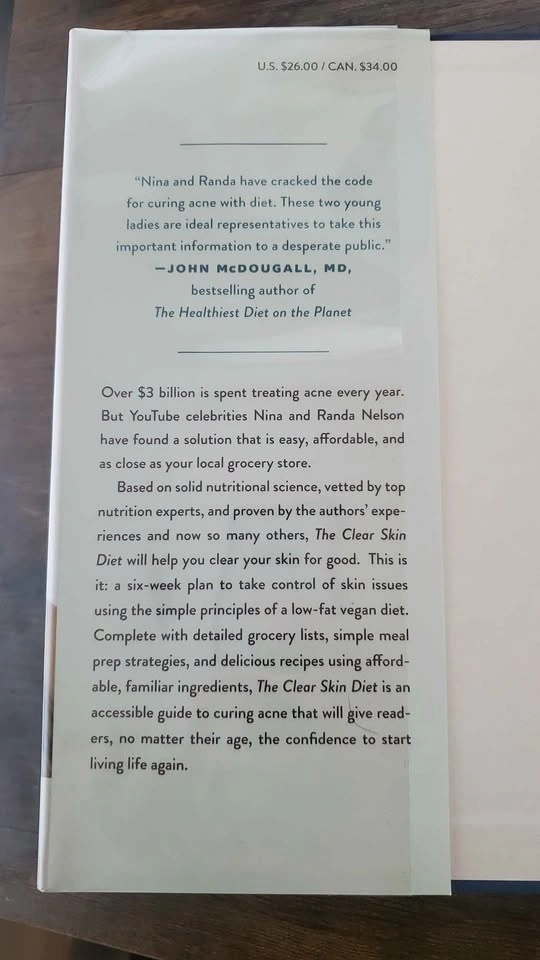 U.S. $26.00 / CAN. $34.00
“Nina and Randa have cracked the code
for curing acne with diet. These two young
ladies are ideal representatives to take this
important information to a desperate public.”
—JOHN McDOUGALL, MD,
bestselling author of
The Healthiest Diet on the Planet
Over $3 billion is spent treating acne every year.
But YouTube celebrities Nina and Randa Nelson
have found a solution that is easy, affordable, and
as close as your local grocery store.
Based on solid nutritional science, vetted by top
nutrition experts, and proven by the authors’ expe-
riences and now so many others, The Clear Skin
Diet will help you clear your skin for good. This is
it: a six-week plan to take control of skin issues
using the simple principles of a low-fat vegan diet.
Complete with detailed grocery lists, simple meal
prep strategies, and delicious recipes using afford-
able, familiar ingredients, The Clear Skin Diet is an
accessible guide to curing acne that will give read-
ers, no matter their age, the confidence to start
living life again.